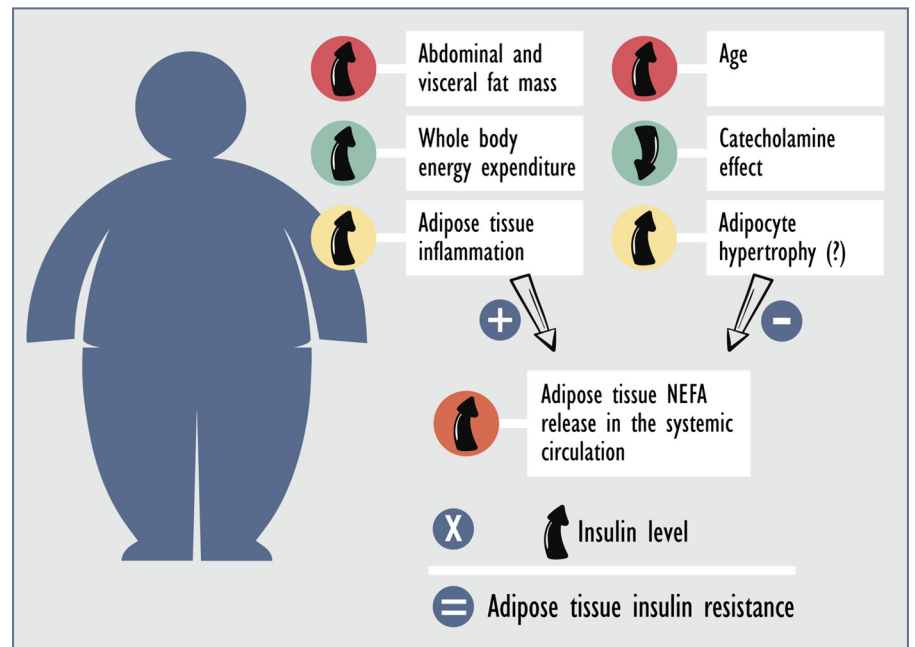 Abdominal and
visceral fat mass
Whole body
energy expenditure
Adipose tissue
inflammation
+
Age
Catecholamine
effect
Adipocyte
hypertrophy (?)
-
Adipose tissue NEFA
release in the systemic
circulation
X Insulin level
= Adipose tissue insulin resistance